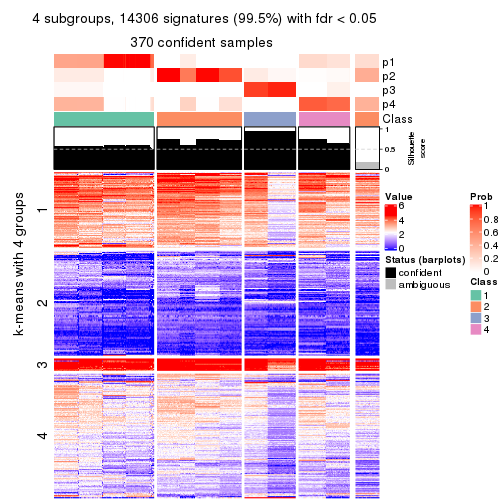 4 subgroups, 14306 signatures (99.5%) with fdr < 0.05
370 confident samples
p1
p2
p3
p4
Class
1
0.5
0
Silhouette
score
k-means with 4 groups
1
2
3
4
Value
6
4
2
0
Status (barplots)
confident
ambiguous
Prob
1
0.8
0.6
0.4
0.2
0
Class
1
2
3
4